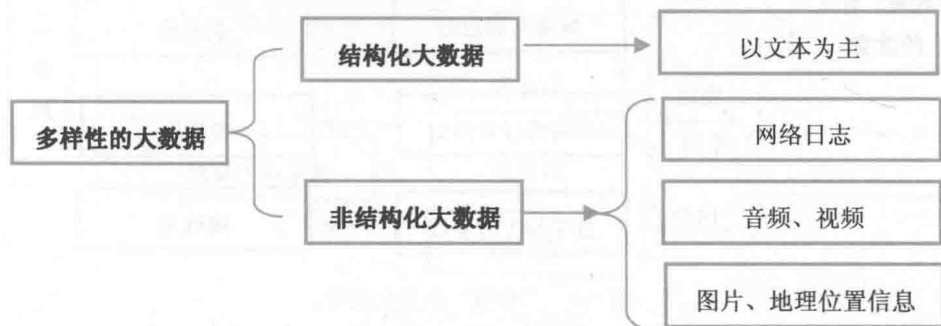 结构化大数据
以文本为主
多样性的大数据
网络日志
非结构化大数据
音频、视频
图片、地理位置信息